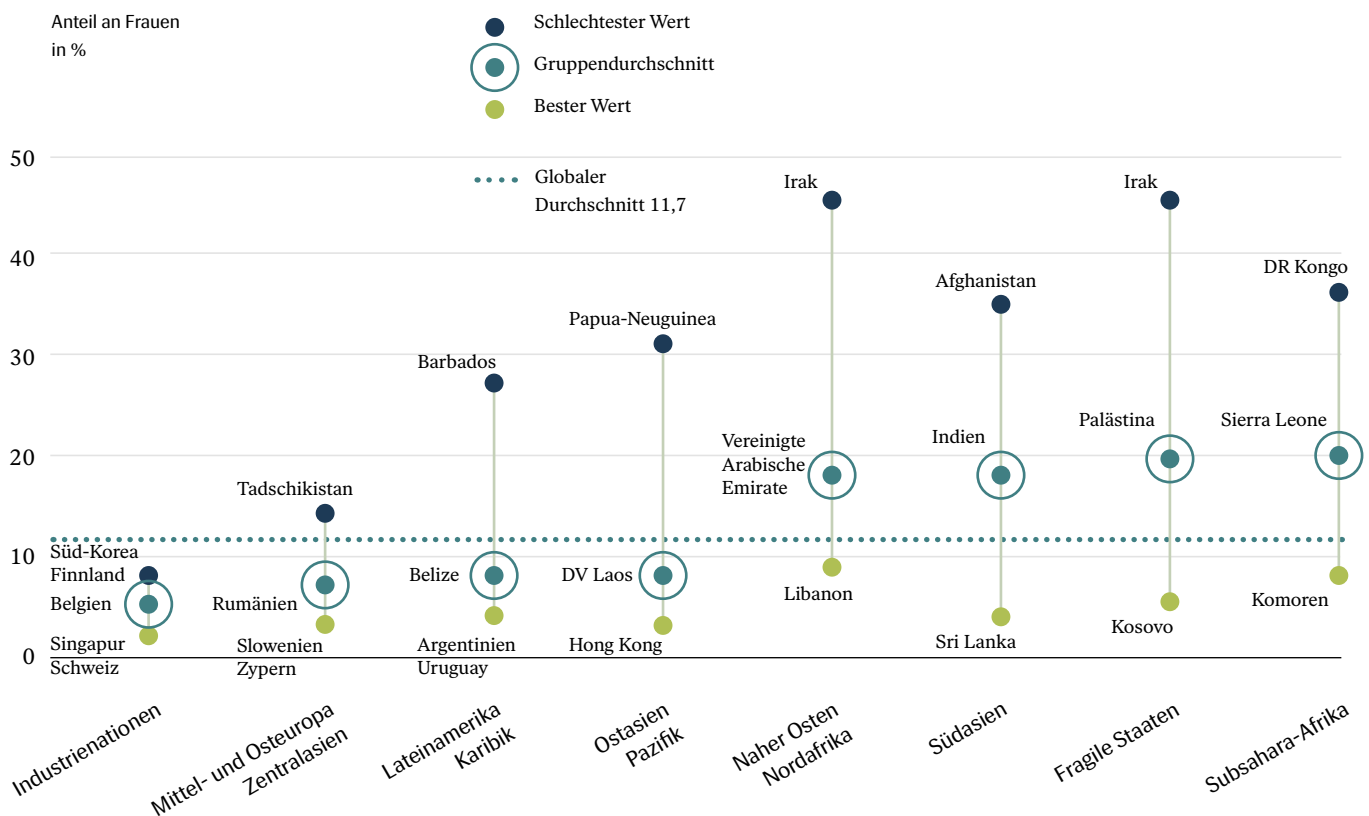 Anteil an Frauen
in %
Schlechtester Wert
Gruppendurchschnitt
Bester Wert
Globaler
Durchschnitt 11,7
50
40
30
20
10
0
Süd-Korea
Finnland
Belgien
Singapur
Schweiz
Tadschikistan
Rumänien
Slowenien
Zypern
Barbados
Belize
Argentinien
Uruguay
Papua-Neuguinea
DV Laos
Hong Kong
Irak
Vereinigte
Arabische
Emirate
Libanon
Afghanistan
Indien
Sri Lanka
Irak
Palästina
Kosovo
DR Kongo
Sierra Leone
Komoren
Industrienationen
Mittel- und Osteuropa
Zentralasien
Lateinamerika
Karibik
Ostasien
Pazifik
Naher Osten
Nordafrika
Südasien
Fragile Staaten
Subsahara-Afrika